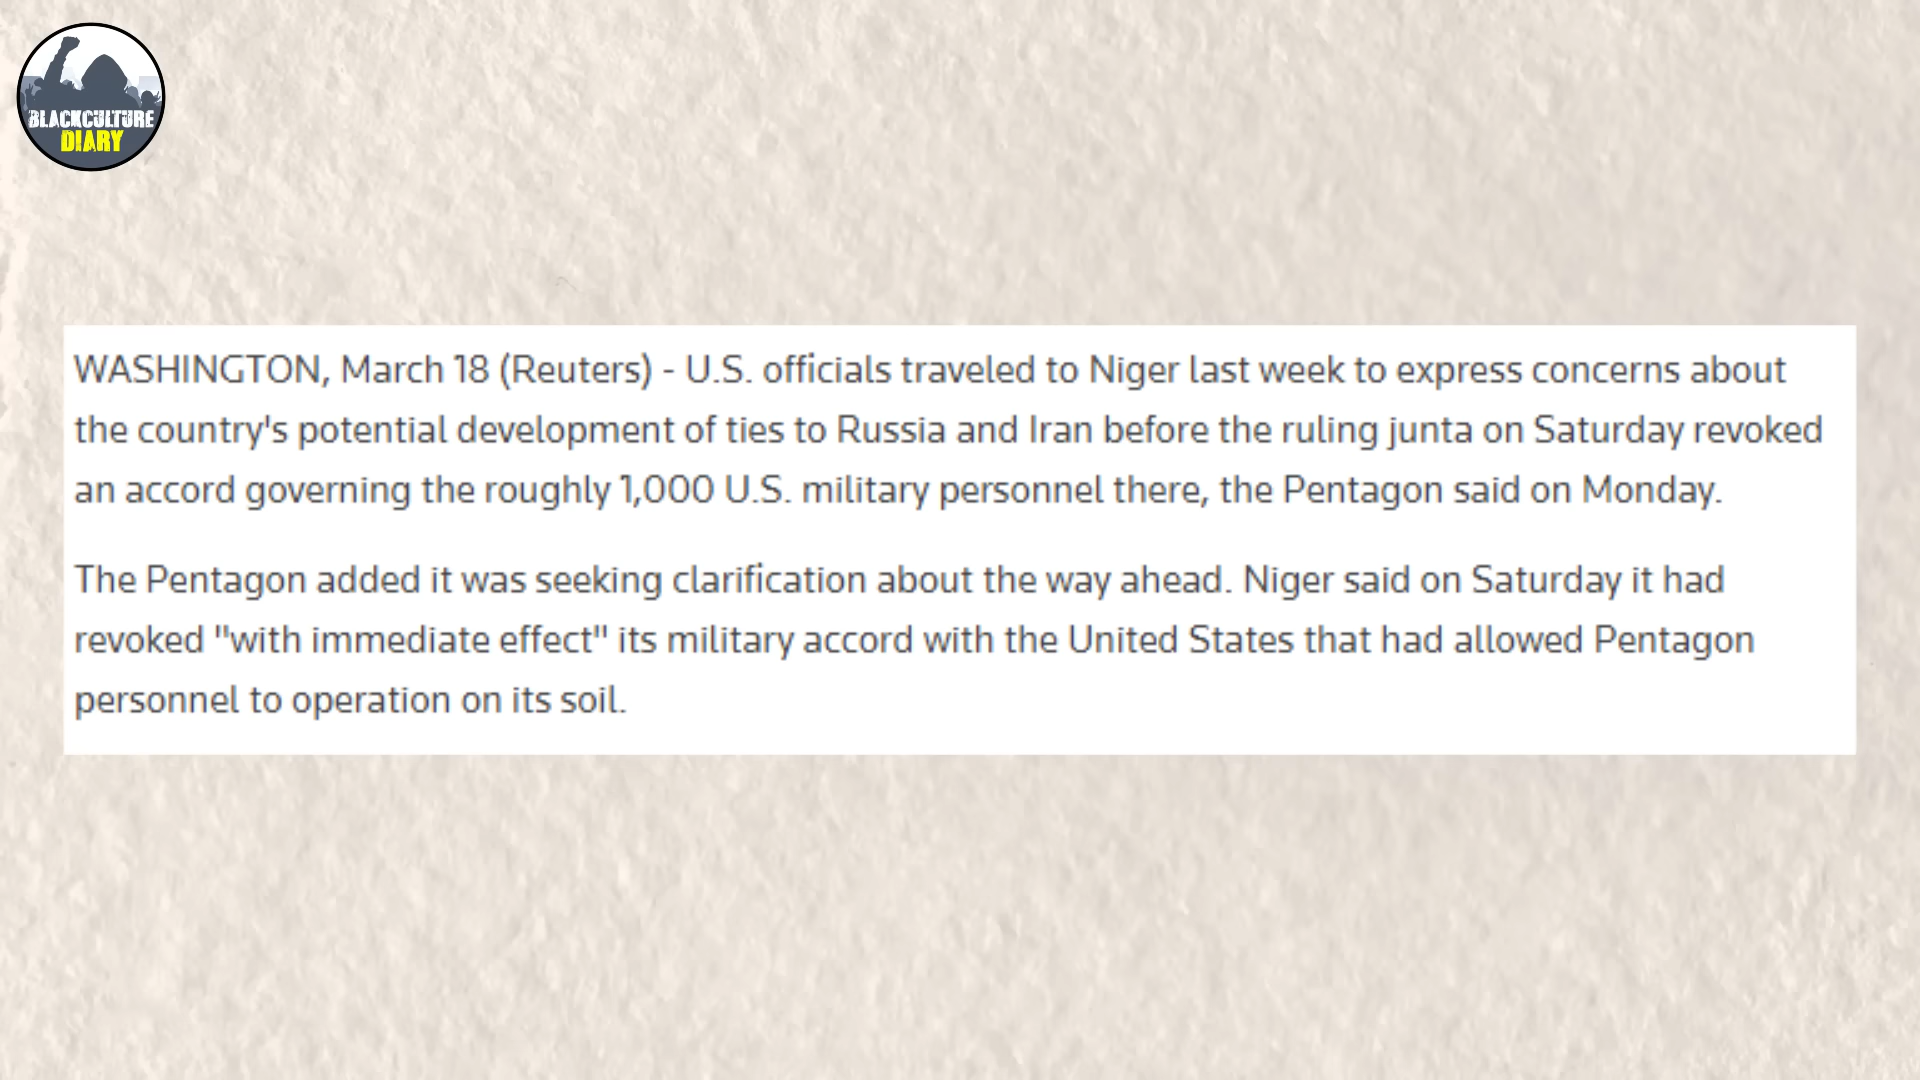 BLACKCULTURE
DIARY
WASHINGTON, March 18 (Reuters) - U.S. officials traveled to Niger last week to express concerns about
the country's potential development of ties to Russia and Iran before the ruling junta on Saturday revoked
an accord governing the roughly 1,000 U.S. military personnel there, the Pentagon said on Monday.
The Pentagon added it was seeking clarification about the way ahead. Niger said on Saturday it had
revoked "with immediate effect" its military accord with the United States that had allowed Pentagon
personnel to operation on its soil.